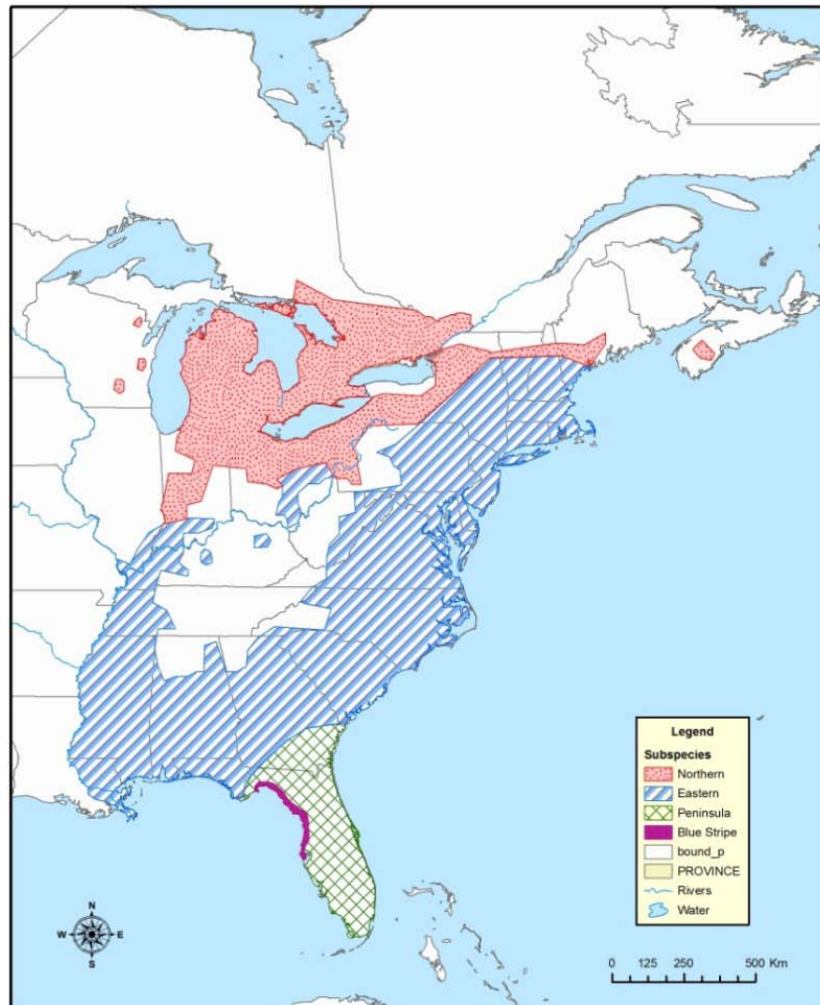 N
W
E
S
Legend
Subspecies
Northern
Eastern
Peninsula
Blue Stripe
bound_p
PROVINCE
Rivers
Water
0 125 250 500 Km